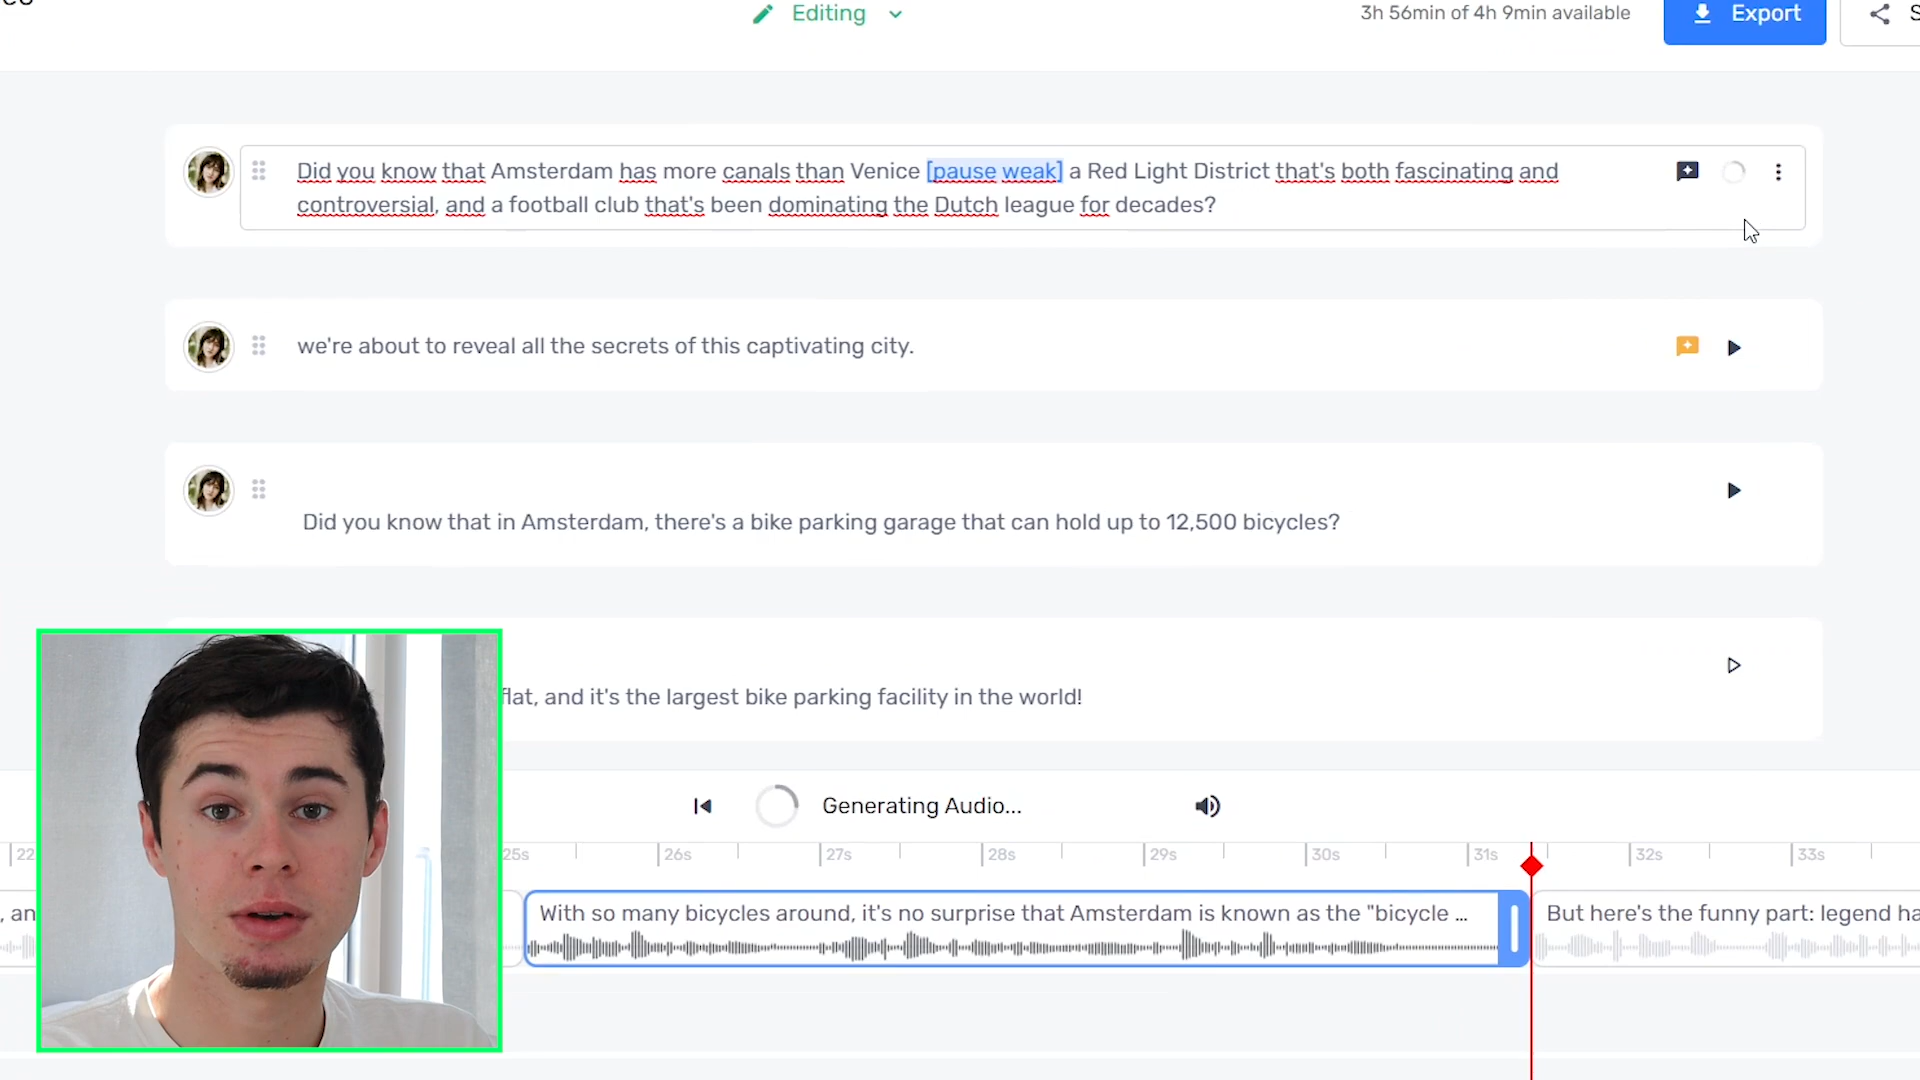 Editing
3h 56min of 4h 9min available
Export
Did you know that Amsterdam has more canals than Venice [pause weak] a Red Light District that's both fascinating and
controversial, and a football club that's been dominating the Dutch league for decades?
we're about to reveal all the secrets of this captivating city.
Did you know that in Amsterdam, there's a bike parking garage that can hold up to 12,500 bicycles?
flat, and it's the largest bike parking facility in the world!
Generating Audio...
22 25s 26s 27s 28s 29s 30s 31s 32s 33s
, an
With so many bicycles around, it's no surprise that Amsterdam is known as the "bicycle ...
But here's the funny part: legend ha